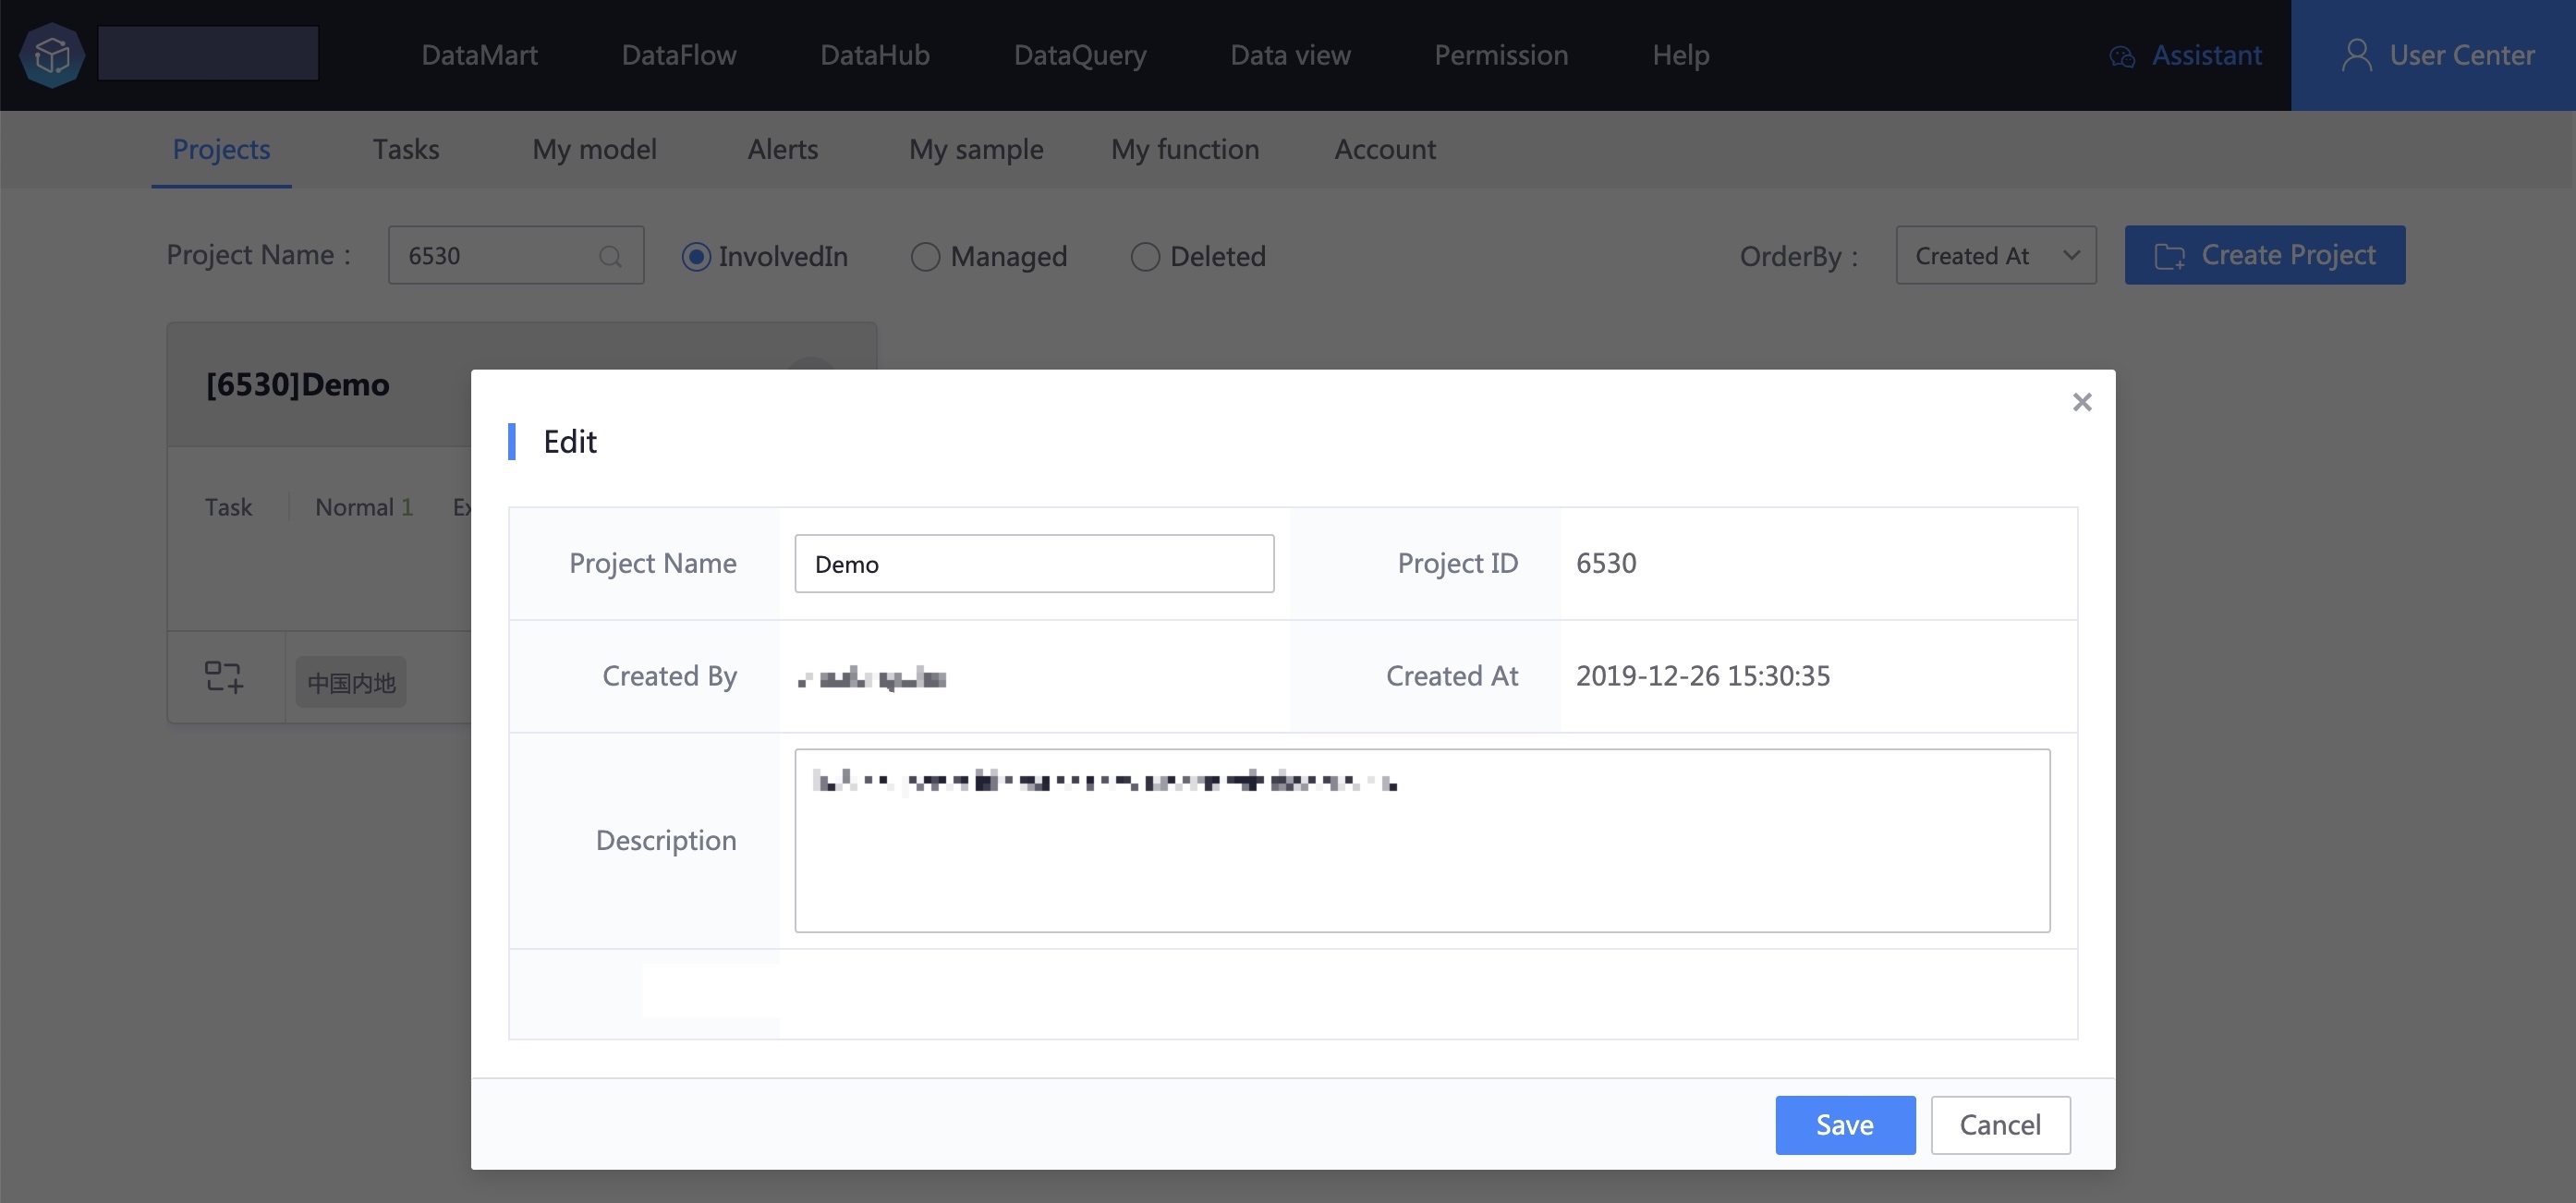 DataMart DataFlow DataHub DataQuery Data view Permission Help Assistant User Center
Projects Tasks My model Alerts My sample My function Account
Project Name : 6530 InvolvedIn Managed Deleted OrderBy : Created At Create Project
[6530]Demo
Task Normal 1
中国内地
Edit
Project Name Demo Project ID 6530
Created By Created At 2019-12-26 15:30:35
Description
Save Cancel